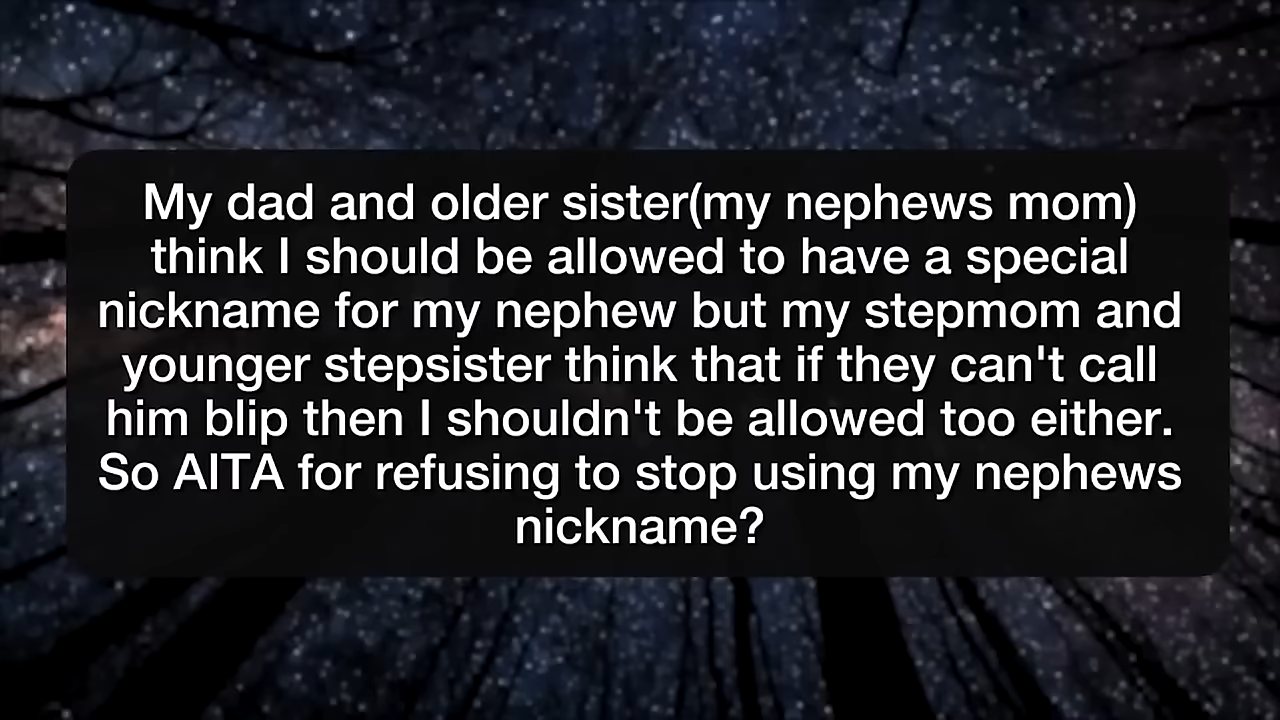 My dad and older sister(my nephews mom)
think I should be allowed to have a special
nickname for my nephew but my stepmom and
younger stepsister think that if they can't call
him blip then I shouldn't be allowed too either.
So AITA for refusing to stop using my nephews
nickname?